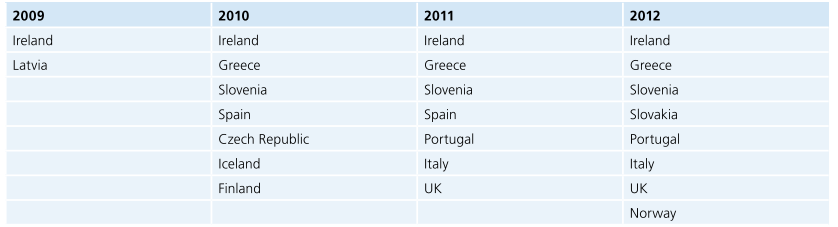 2009 2010 2011 2012
Ireland Ireland Ireland Ireland
Latvia Greece Greece Greece
Slovenia Slovenia Slovenia
Spain Spain Slovakia
Czech Republic Portugal Portugal
Iceland Italy Italy
Finland UK UK
Norway